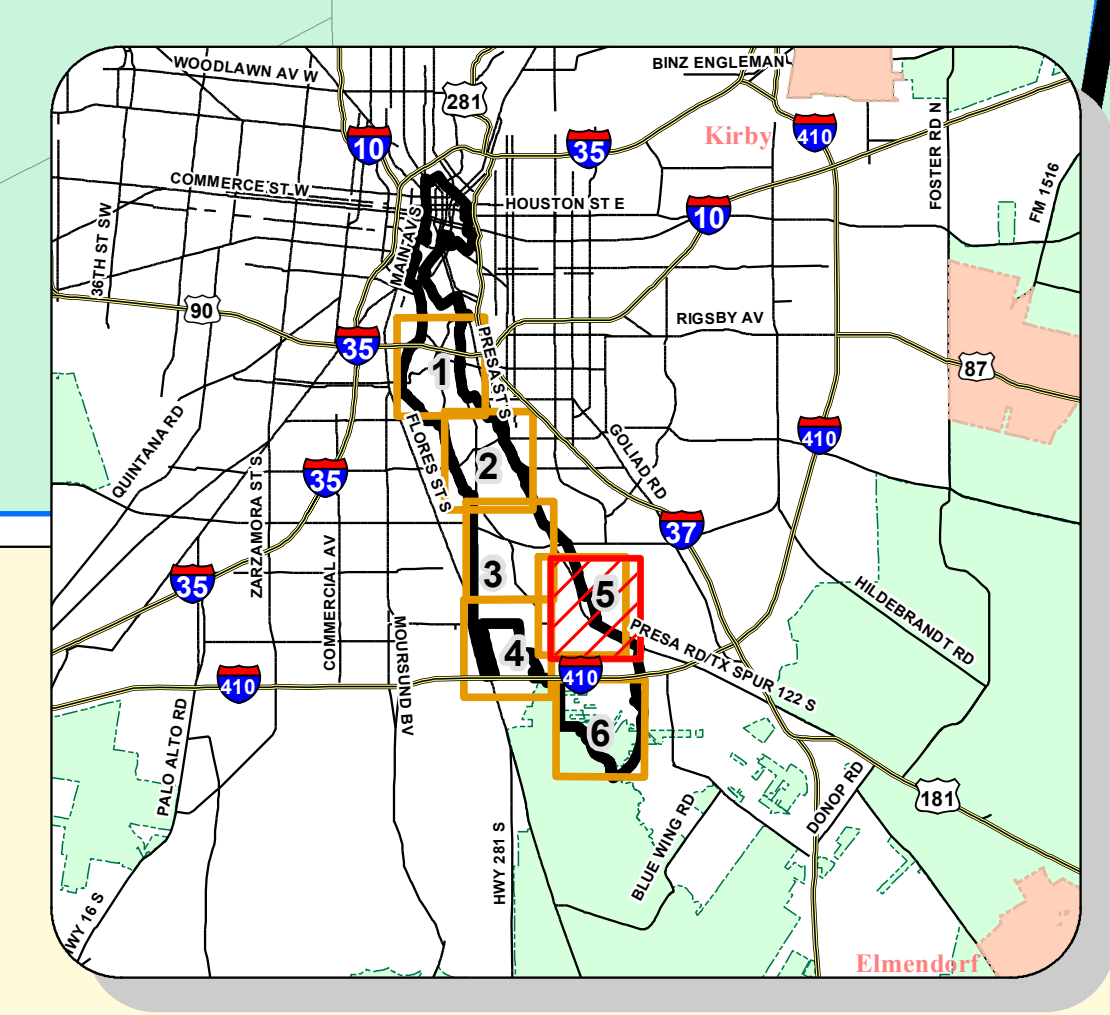 WOODLAWN AV W
BINZ ENGLEMAN
281
10
35
Kirby
410
FOSTER RD N
FM 1516
COMMERCE ST W
HOUSTON ST E
10
36TH ST SW
MAIN AV S
90
35
RIGSBY AV
PRESA ST S
87
1
QUINTANA RD
FLORES ST S
GOLIAD RD
410
2
35
ZARZAMORA ST S
37
COMMERCIAL AV
35
3
5
HILDEBRANDT RD
MOURSUND BV
4
PRESA RD/TX SPUR 122 S
410
410
PALO ALTO RD
6
DONOP RD
181
BLUE WING RD
HWY 281 S
HWY 16 S
Elmendorf